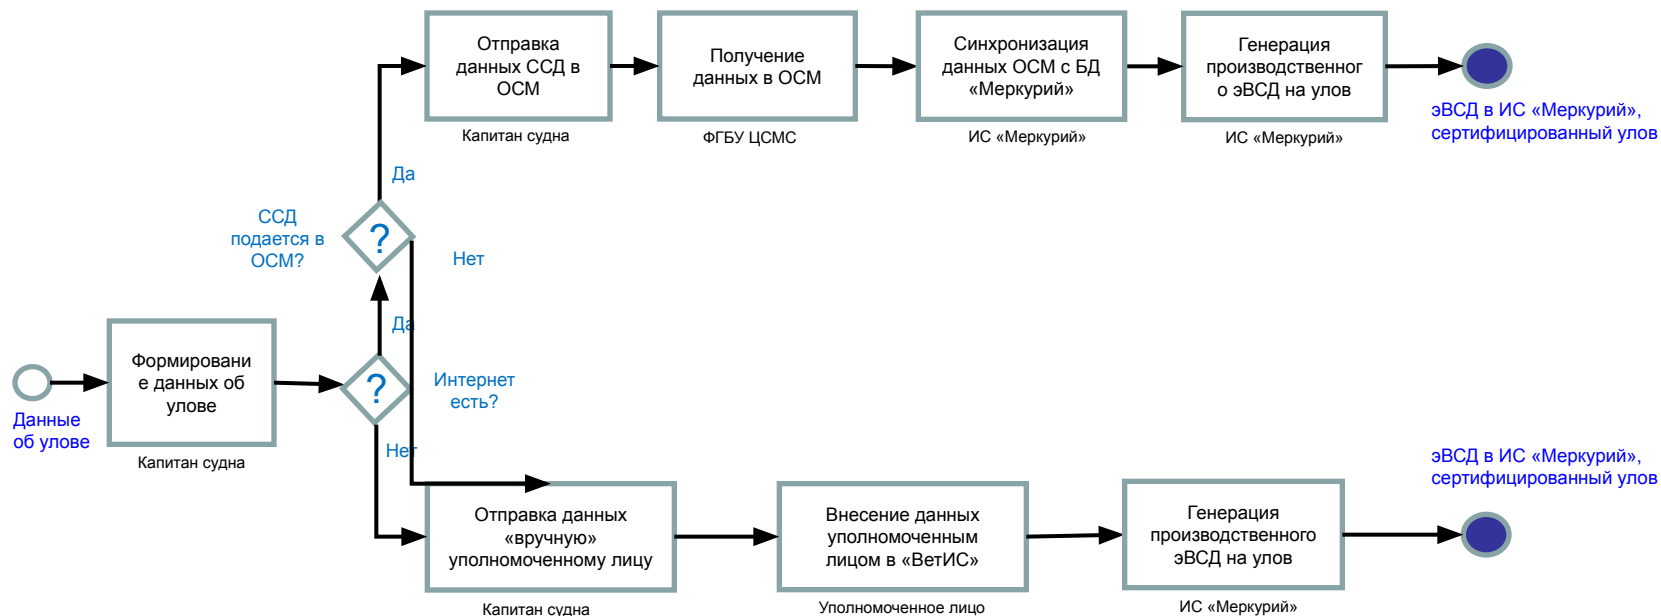 Отправка
данных ССД в
ОСМ
Капитан судна
Получение
данных в ОСМ
ФГБУ ЦСМС
Синхронизация
данных ОСМ с БД
«Меркурий»
ИС «Меркурий»
Генерация
производственног
о эВСД на улов
ИС «Меркурий»
эВСД в ИС «Меркурий»,
сертифицированный улов
Да
ССД
подается в
ОСМ?
?
Нет
Да
Данные
об улове
Формировани
е данных об
улове
Капитан судна
?
Интернет
есть?
Нет
Отправка данных
«вручную»
уполномоченному лицу
Капитан судна
Внесение данных
уполномоченным
лицом в «ВетИС»
Уполномоченное лицо
Генерация
производственного
эВСД на улов
ИС «Меркурий»
эВСД в ИС «Меркурий»,
сертифицированный улов